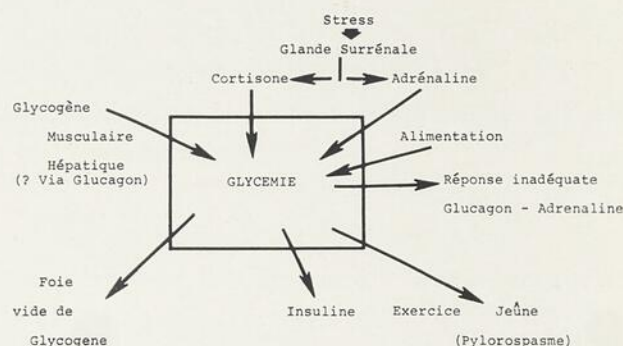 Stress
Glande Surrénale
Cortisone
Adrénaline
Glycogène
Musculaire
Hépatique
(? Via Glucagon)
Alimentation
GLYCEMIE
Réponse inadéquate
Glucagon - Adrenaline
Foie
vide de
Glycogene
Insuline
Exercice
Jeûne
(Pylorospasme)